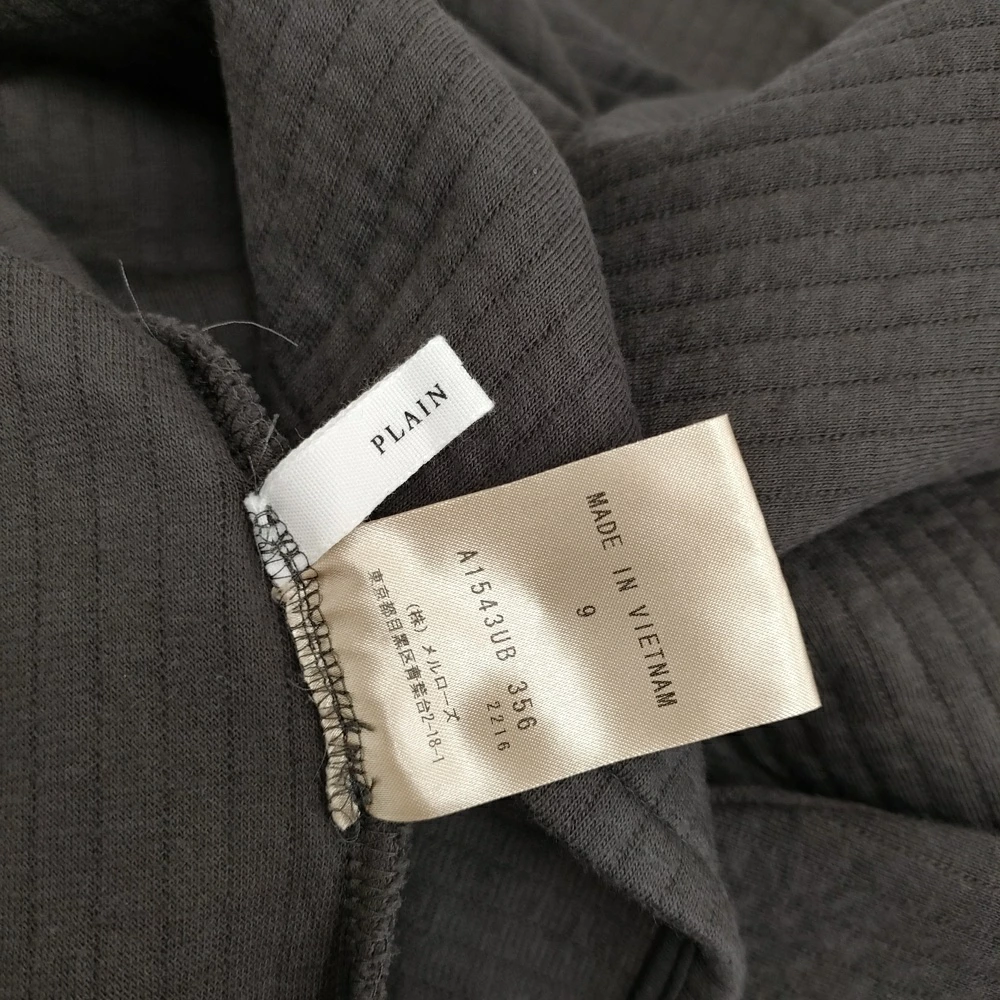 PLAIN
MADE IN VIETNAM
9
A1543UB 356
2216
(株)メルローズ
東京都目黒区青葉台2-18-1